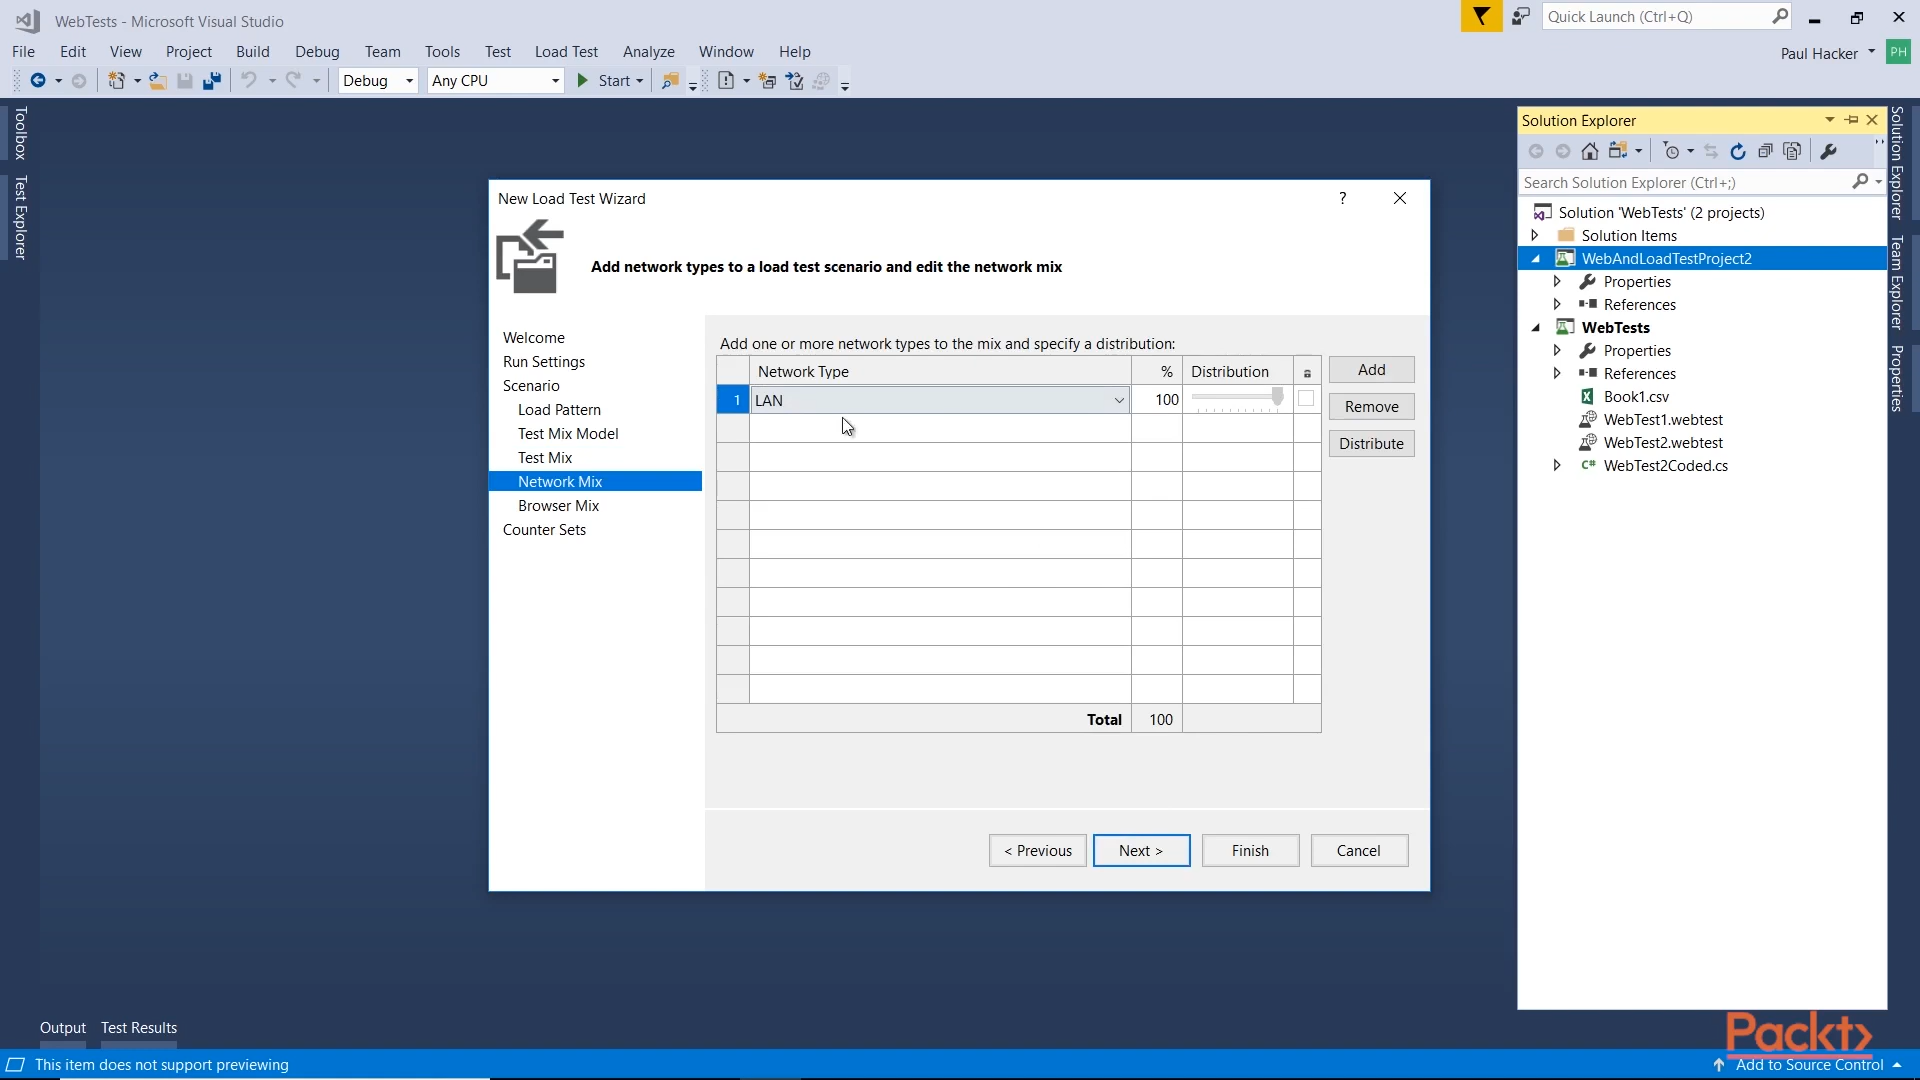 WebTests - Microsoft Visual Studio
Quick Launch (Ctrl+Q)
File Edit View Project Build Debug Team Tools Test Load Test Analyze Window Help
Paul Hacker PH
Debug Any CPU Start
Toolbox
Test Explorer
New Load Test Wizard
?
Add network types to a load test scenario and edit the network mix
Welcome
Run Settings
Scenario
Load Pattern
Test Mix Model
Test Mix
Network Mix
Browser Mix
Counter Sets
Add one or more network types to the mix and specify a distribution:
Network Type % Distribution
1 LAN 100
Total 100
Add
Remove
Distribute
< Previous Next > Finish Cancel
Solution Explorer
Search Solution Explorer (Ctrl+;)
Solution 'WebTests' (2 projects)
Solution Items
WebAndLoadTestProject2
Properties
References
WebTests
Properties
References
Book1.csv
WebTest1.webtest
WebTest2.webtest
C# WebTest2Coded.cs
Solution Explorer
Team Explorer
Properties
Output Test Results
Packt>
This item does not support previewing
Add to Source Control